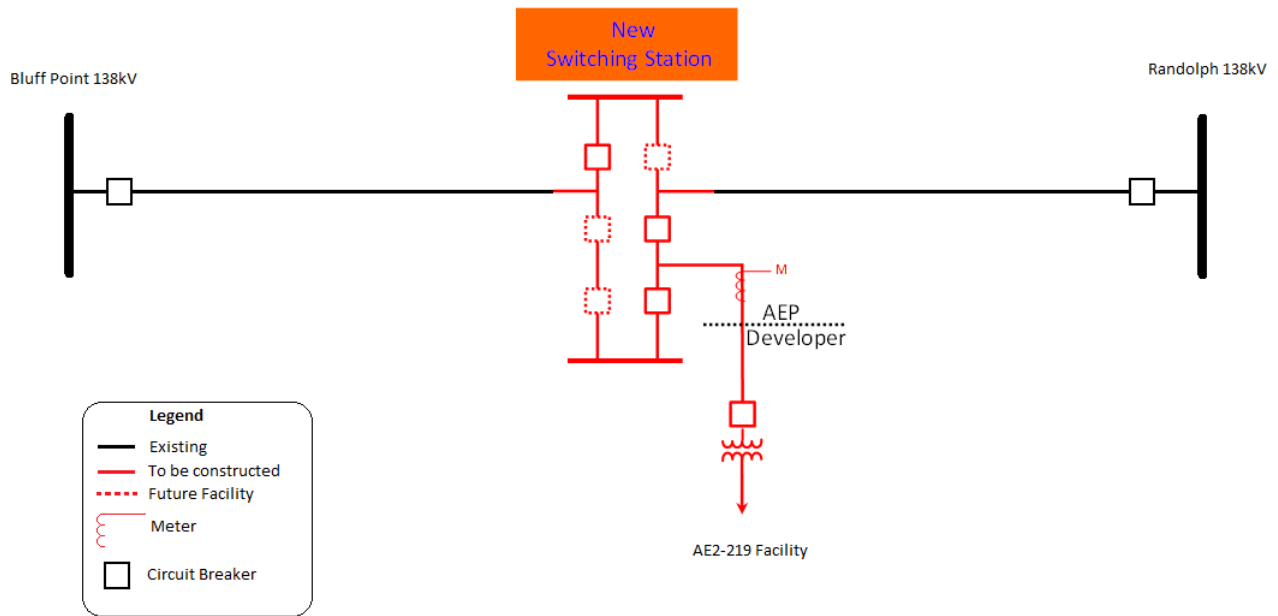 New
Switching Station
Bluff Point 138kV
Randolph 138kV
M
AEP
Developer
AE2-219 Facility
Legend
Existing
To be constructed
Future Facility
Meter
Circuit Breaker